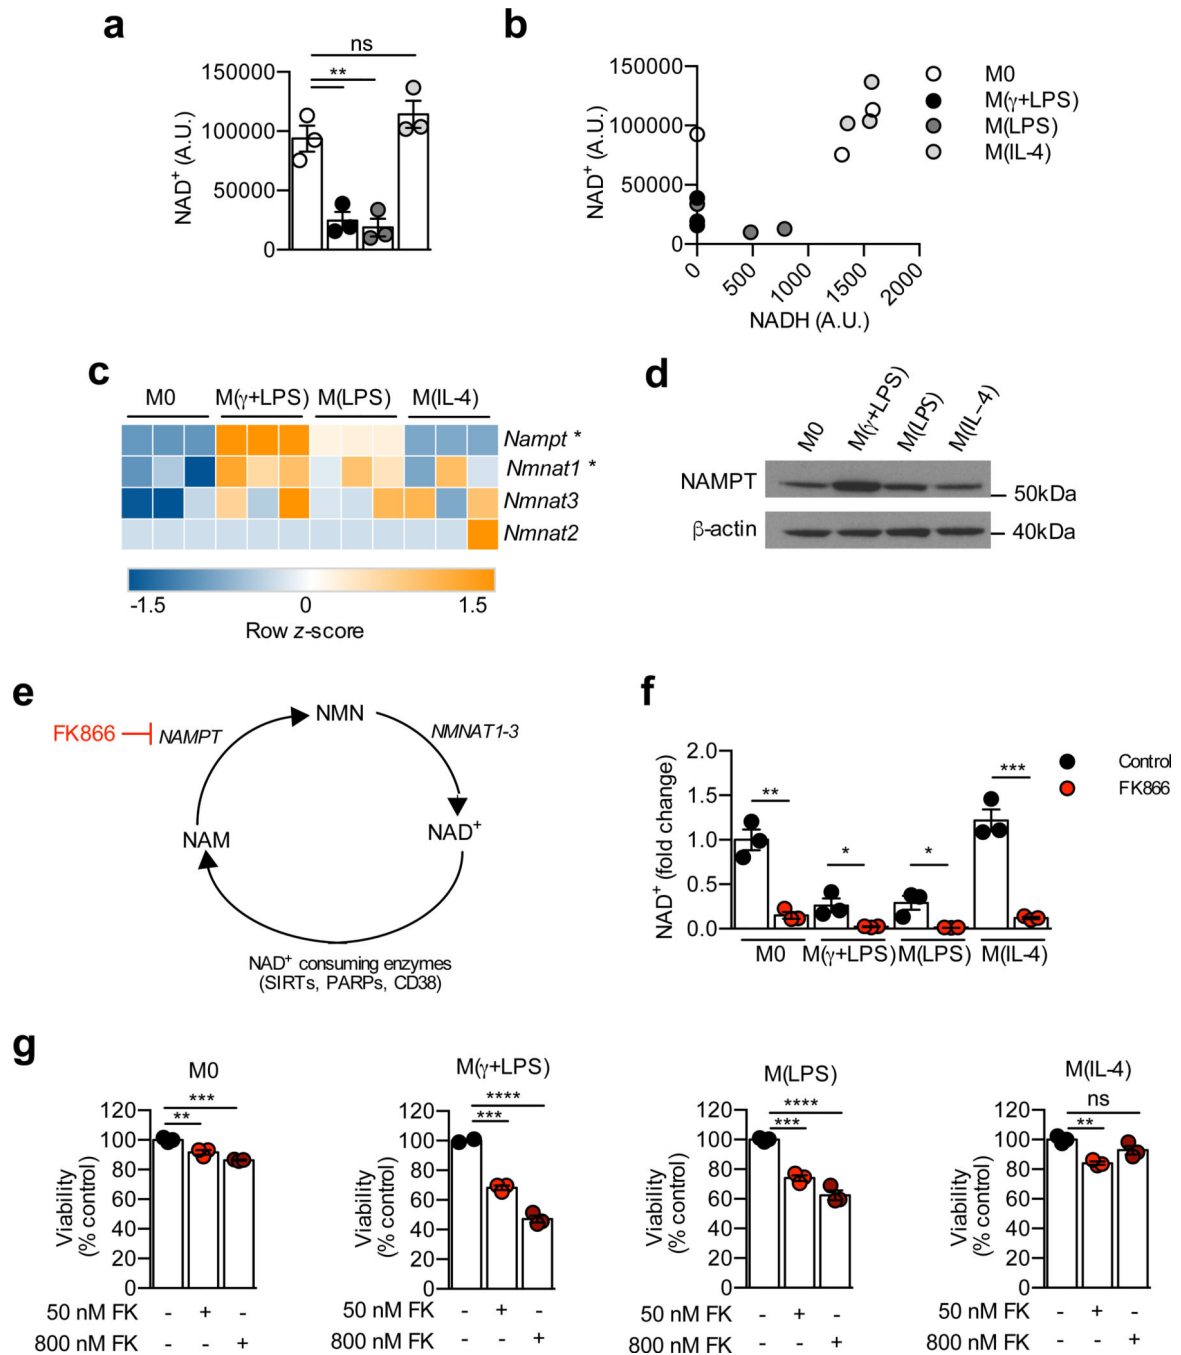 a
ns
**
150000
100000
50000
0
NAD+ (A.U.)
b
150000
100000
50000
0
NAD+ (A.U.)
0
500
1000
1500
2000
NADH (A.U.)
M0
M(γ+LPS)
M(LPS)
M(IL-4)
c
M0 M(γ+LPS) M(LPS) M(IL-4)
Nampt *
Nmnat1 *
Nmnat3
Nmnat2
-1.5 0 1.5
Row z-score
d
M0 M(γ+LPS) M(LPS) M(IL-4)
NAMPT
50kDa
β-actin
40kDa
e
FK866
NAMPT
NMN
NMNAT1-3
NAM
NAD+
NAD+ consuming enzymes
(SIRTs, PARPs, CD38)
f
2.0
1.5
1.0
0.5
0.0
NAD+ (fold change)
**
*
*
***
Control
FK866
M0 M(γ+LPS) M(LPS) M(IL-4)
g
M0
***
**
120
100
80
60
40
20
0
Viability
(% control)
50 nM FK - + -
800 nM FK - - +
M(γ+LPS)
****
***
120
100
80
60
40
20
0
Viability
(% control)
50 nM FK - + -
800 nM FK - - +
M(LPS)
****
***
120
100
80
60
40
20
0
Viability
(% control)
50 nM FK - + -
800 nM FK - - +
M(IL-4)
ns
**
120
100
80
60
40
20
0
Viability
(% control)
50 nM FK - + -
800 nM FK - - +